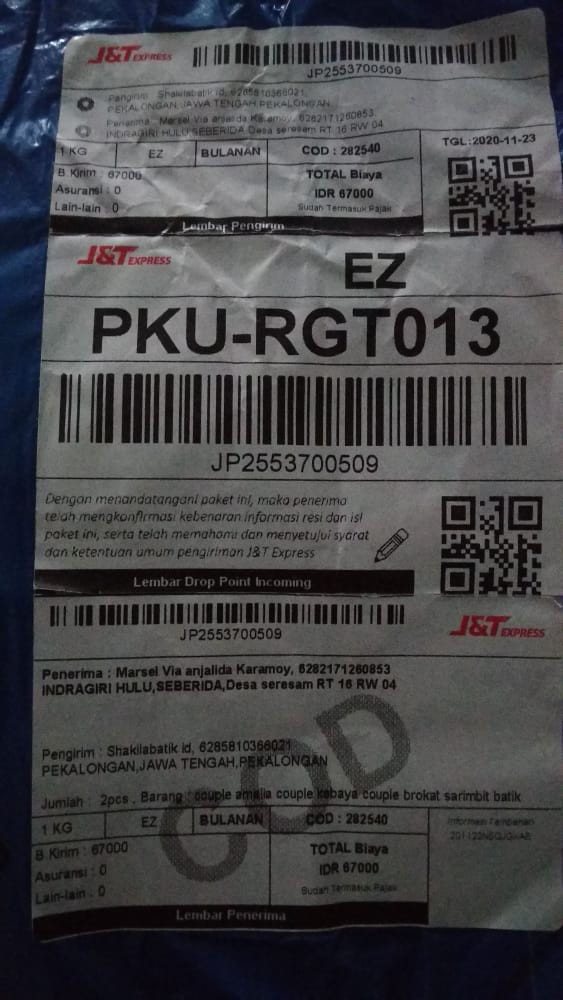 J&T EXPRESS
JP2553700509
Pengirim : Shakilabatik id, 6285810366021
PEKALONGAN,JAWA TENGAH,PEKALONGAN
Penerima : Marsel Via anjalida Karamoy, 6282171260853
INDRAGIRI HULU,SEBERIDA,Desa seresam RT 16 RW 04
1 KG EZ BULANAN COD : 282540 TGL:2020-11-23
B.Kirim : 67000 TOTAL Biaya
Asuransi : 0 IDR 67000
Lain-lain : 0 Sudah Termasuk Pajak
Lembar Pengirim
J&T EXPRESS
EZ
PKU-RGT013
JP2553700509
Dengan menandatangani paket ini, maka penerima
telah mengkonfirmasi kebenaran informasi resi dan isi
paket ini, serta telah memahami dan menyetujui syarat
dan ketentuan umum pengiriman J&T Express
Lembar Drop Point Incoming
JP2553700509
J&T EXPRESS
Penerima : Marsel Via anjalida Karamoy, 6282171260853
INDRAGIRI HULU,SEBERIDA,Desa seresam RT 16 RW 04
Pengirim : Shakilabatik id, 6285810366021
PEKALONGAN,JAWA TENGAH,PEKALONGAN
COD
Jumlah : 2pcs , Barang : couple amalia couple kebaya couple brokat sarimbit batik
1 KG EZ BULANAN COD : 282540 Informasi Tambahan
B.Kirim : 67000 TOTAL Biaya
Asuransi : 0 IDR 67000
Lain-lain : 0 Sudah Termasuk Pajak
Lembar Penerima